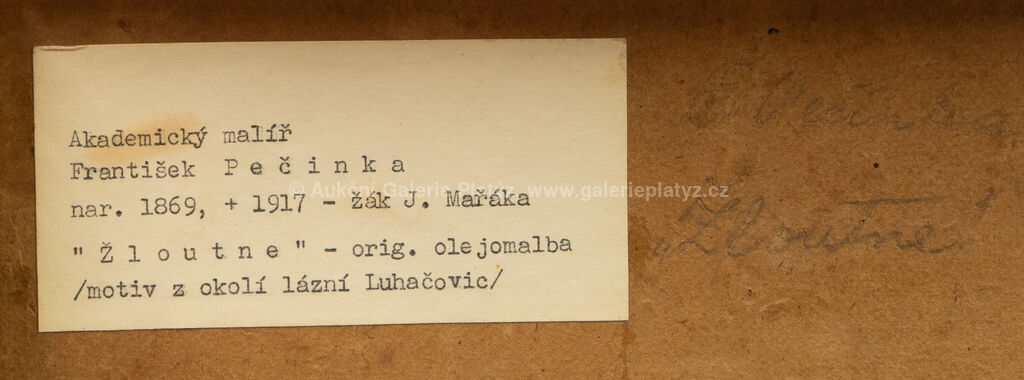 Akademický malíř
František P e č i n k a
nar. 1869, + 1917 - žák J. Mařáka
" Ž l o u t n e " - orig. olejomalba
/motiv z okolí lázní Luhačovic/
© Aukční Galerie Platýz, www.galerieplatyz.cz
Pečinka
„Žloutne"